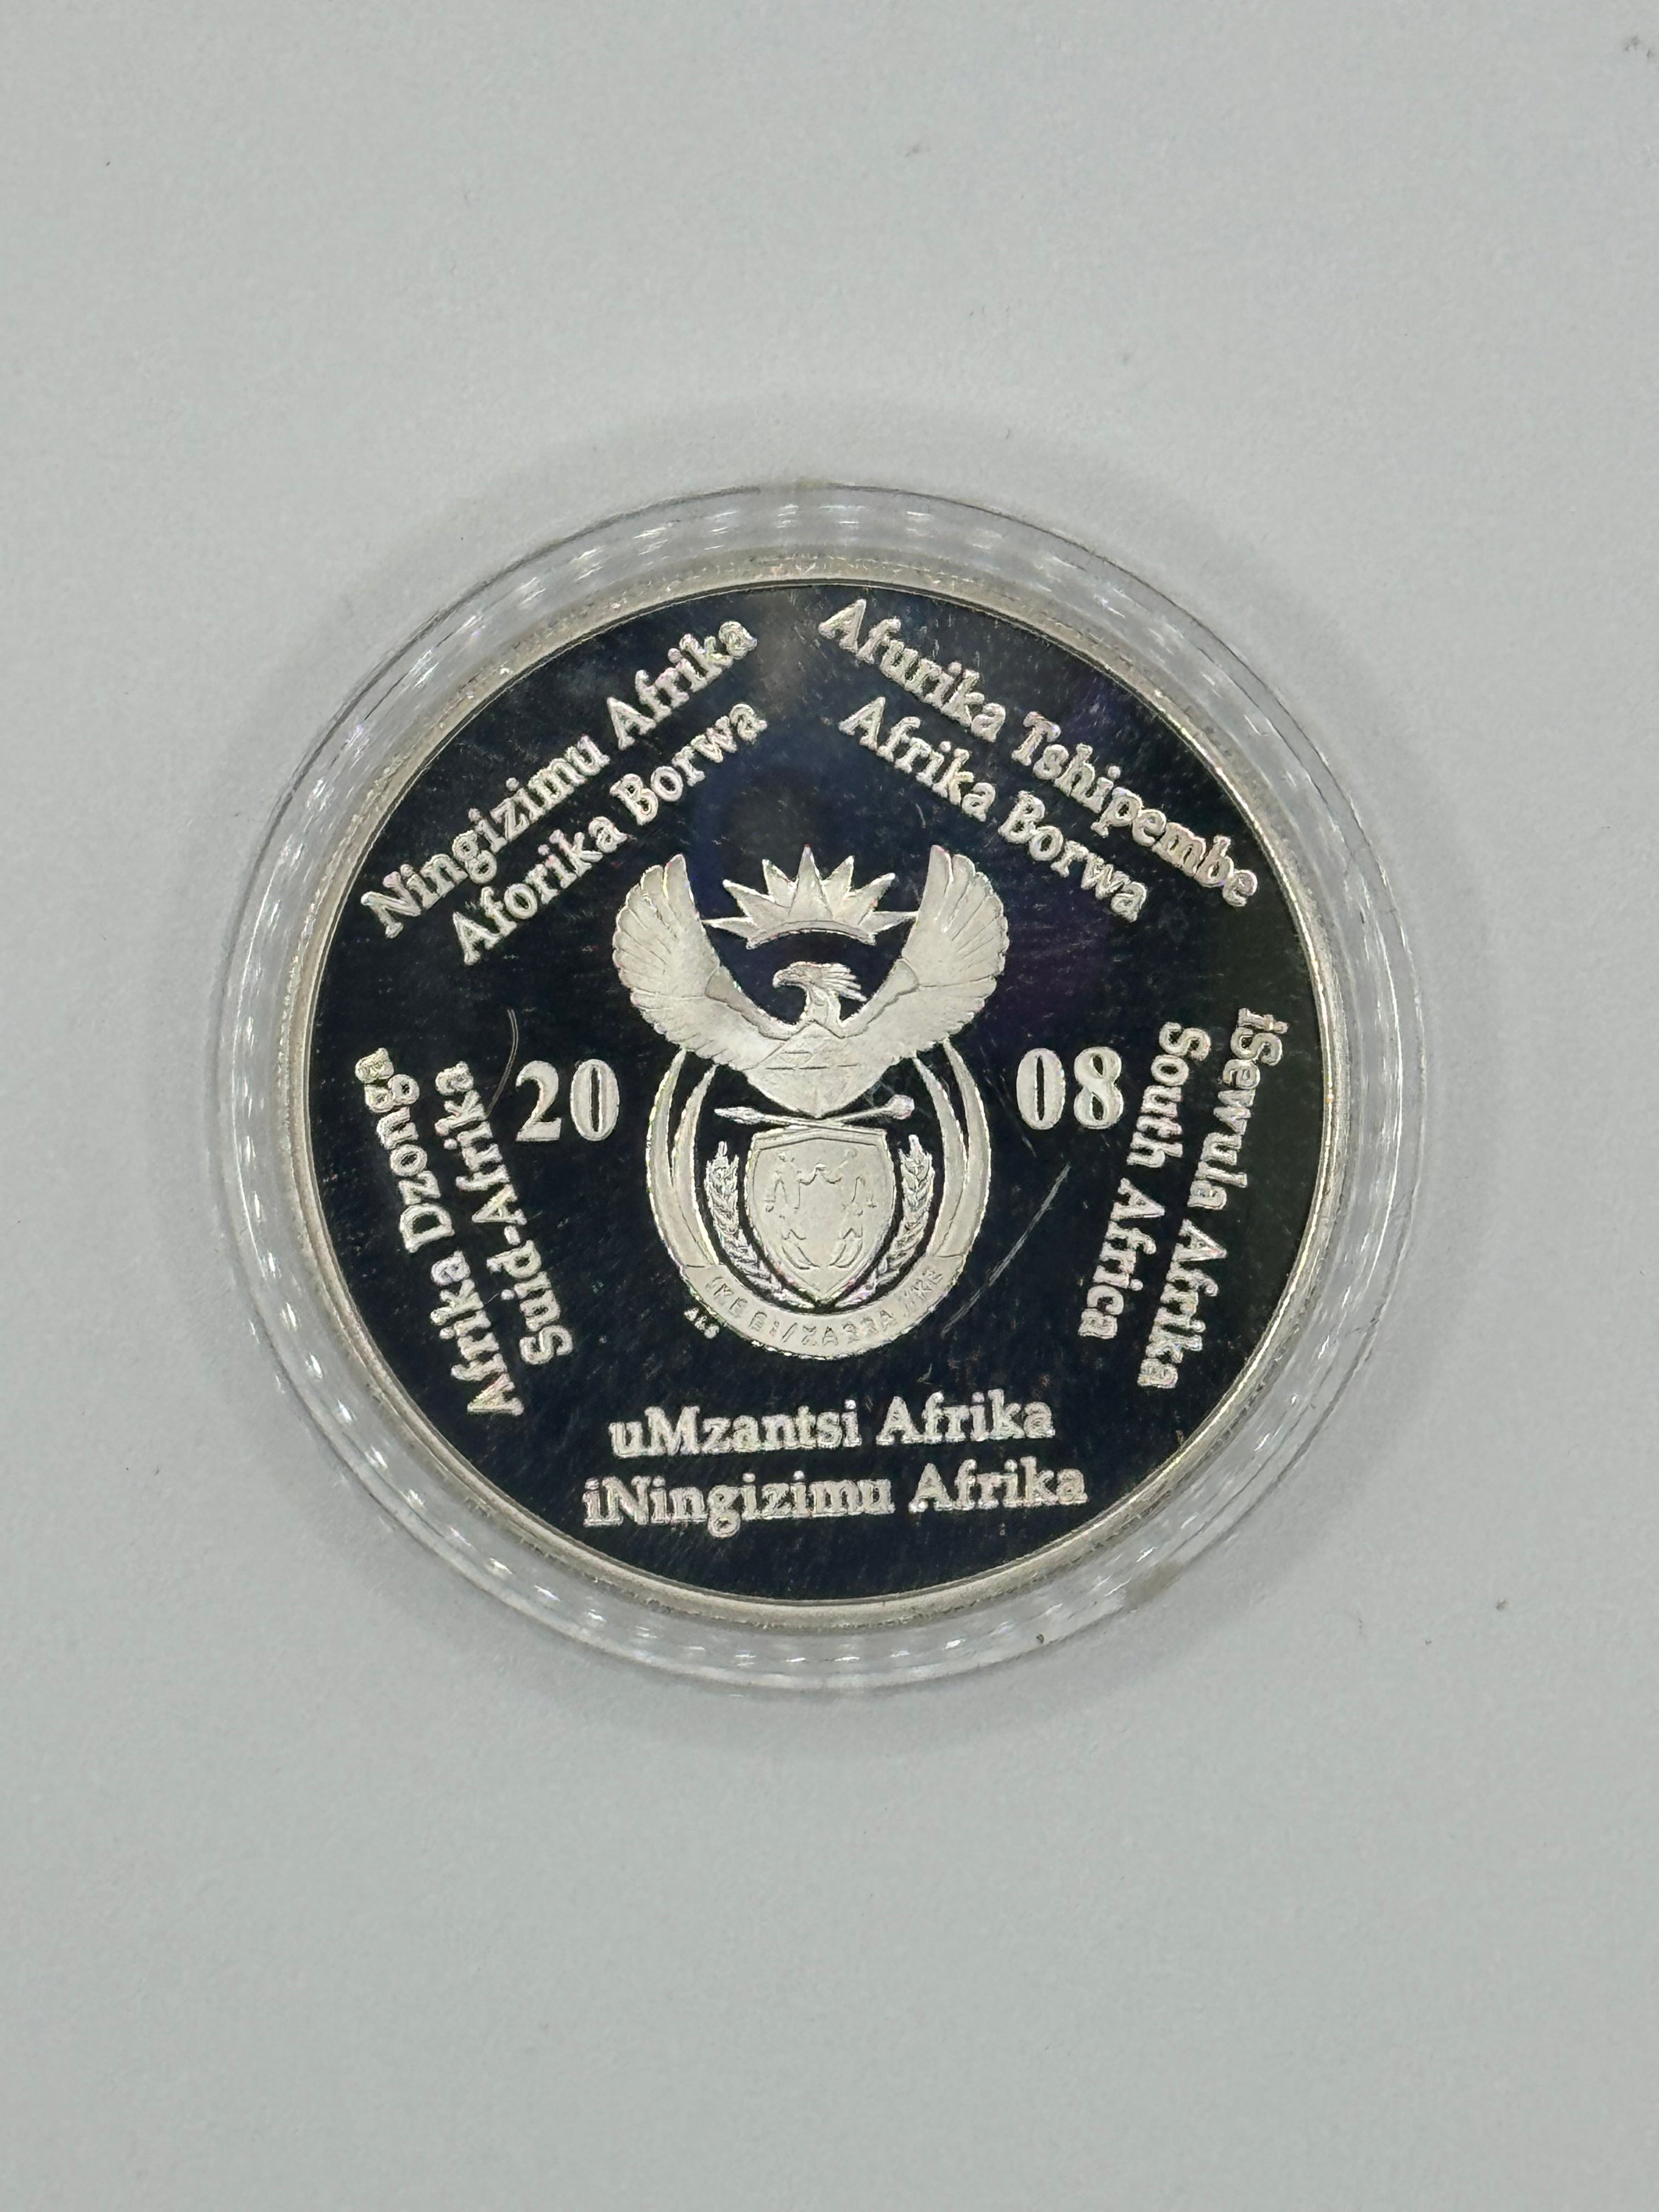 Ningizimu Afrika
Aforika Borwa
Afurika Tshipembe
Afrika Borwa
iSewula Afrika
South Africa
uMzantsi Afrika
iNingizimu Afrika
Afrika Dzonga
Suid-Afrika
20
08
ALS